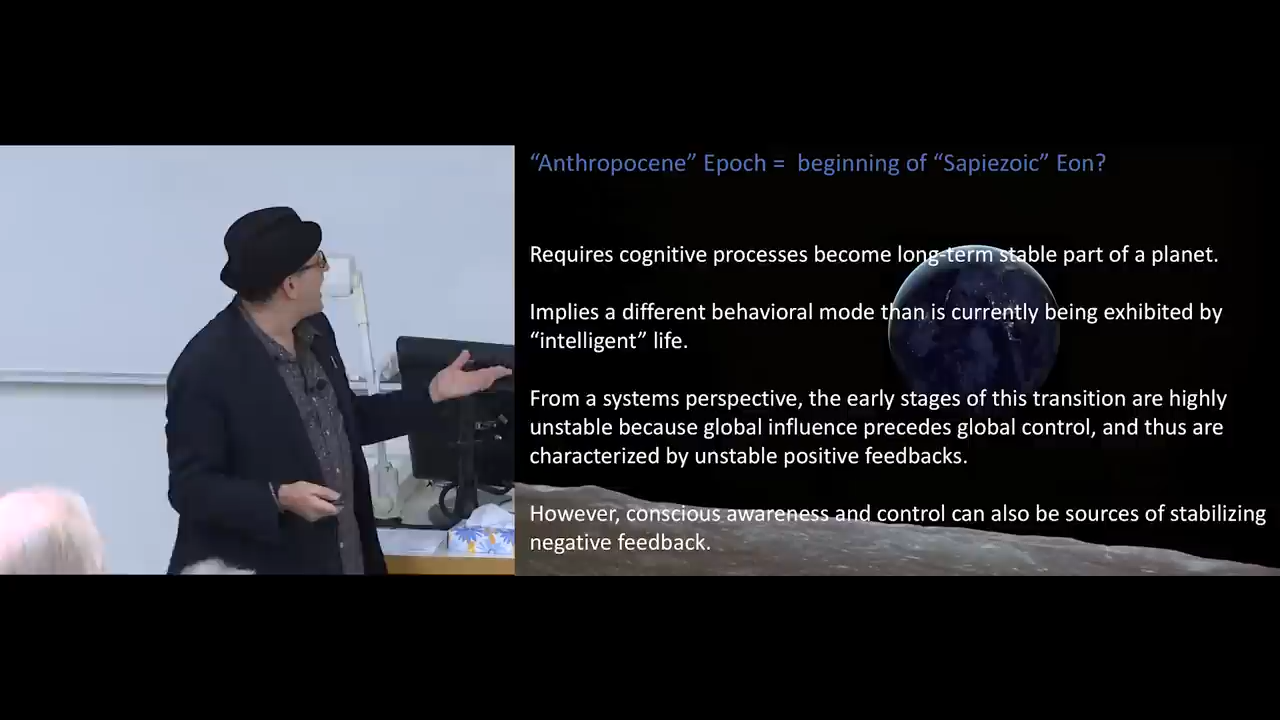 “Anthropocene” Epoch =  beginning of “Sapiezoic” Eon?
Requires cognitive processes become long-term stable part of a planet.
Implies a different behavioral mode than is currently being exhibited by
“intelligent” life.
From a systems perspective, the early stages of this transition are highly
unstable because global influence precedes global control, and thus are
characterized by unstable positive feedbacks.
However, conscious awareness and control can also be sources of stabilizing
negative feedback.